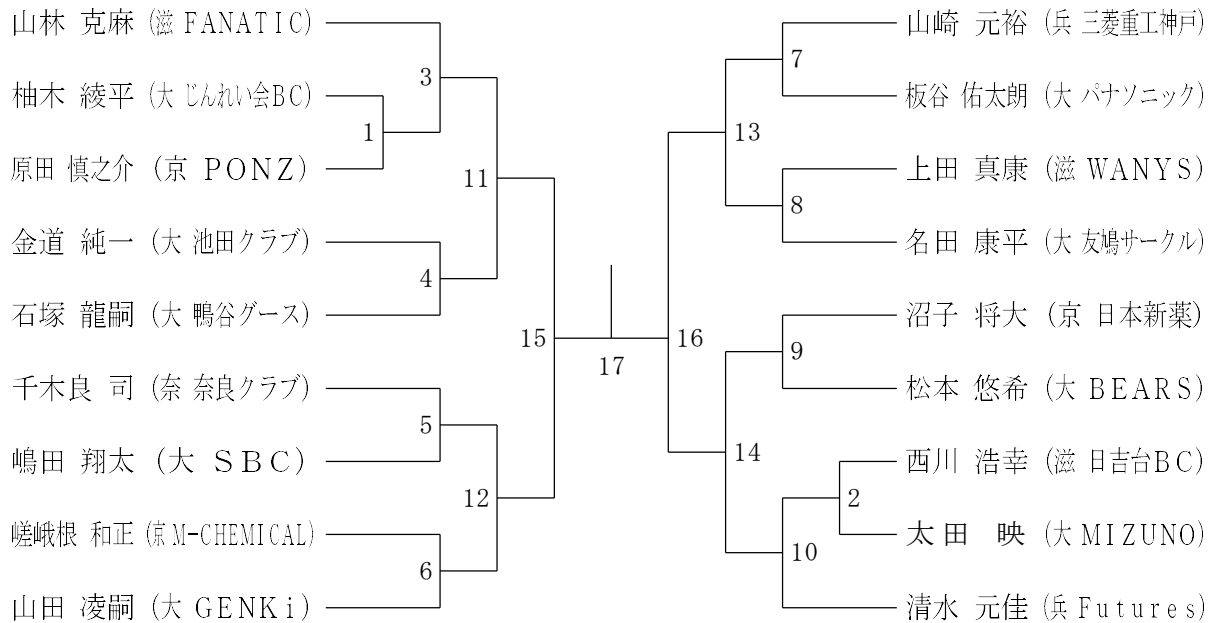 山林 克麻 (滋 FANATIC)
柚木 綾平 (大 じんれい会BC)
原田 慎之介 (京 PONZ)
金道 純一 (大 池田クラブ)
石塚 龍嗣 (大 鴨谷グース)
千木良 司 (奈 奈良クラブ)
嶋田 翔太 (大 SBC)
嵯峨根 和正 (京 M-CHEMICAL)
山田 凌嗣 (大 GENKi)
3
1
11
4
15
5
12
6
17
山崎 元裕 (兵 三菱重工神戸)
板谷 佑太朗 (大 パナソニック)
上田 真康 (滋 WANYS)
名田 康平 (大 友鳩サークル)
沼子 将大 (京 日本新薬)
松本 悠希 (大 BEARS)
西川 浩幸 (滋 日吉台BC)
太田 映 (大 MIZUNO)
清水 元佳 (兵 Futures)
7
13
8
16
9
14
2
10